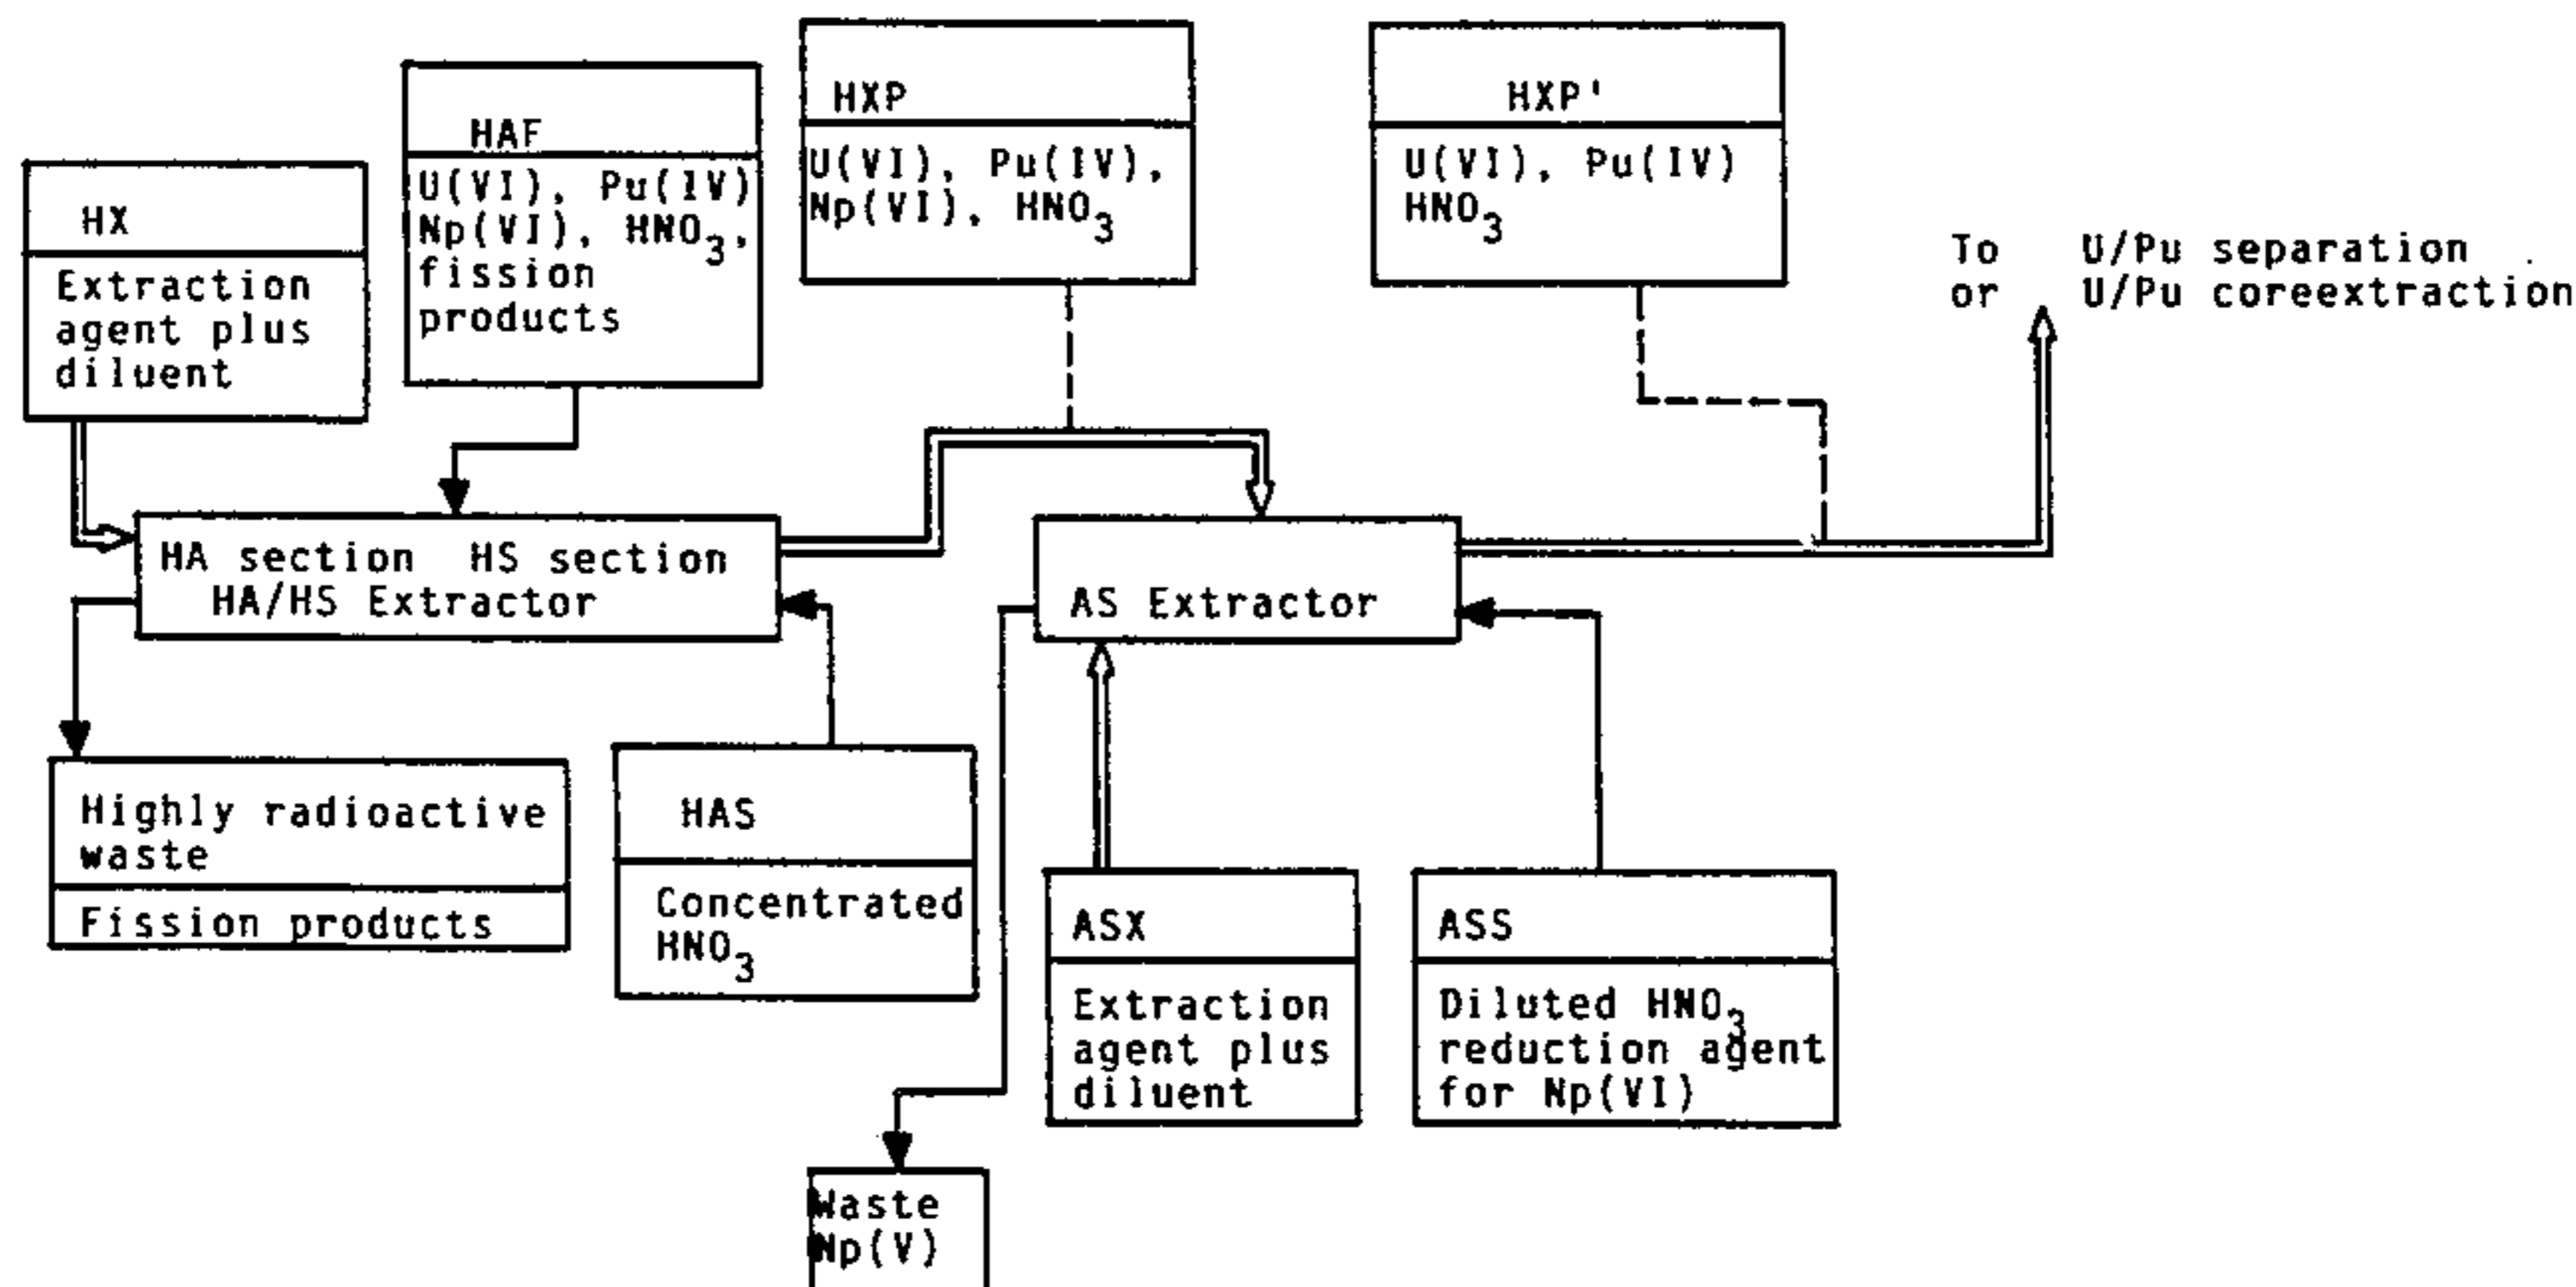 HX
Extraction
agent plus
diluent
HAF
U(VI), Pu(IV)
Np(VI), HNO3,
fission
products
HXP
U(VI), Pu(IV),
Np(VI), HNO3
HXP'
U(VI), Pu(IV)
HNO3
To U/Pu separation
or U/Pu coreextraction
HA section HS section
HA/HS Extractor
AS Extractor
Highly radioactive
waste
Fission products
HAS
Concentrated
HNO3
ASX
Extraction
agent plus
diluent
ASS
Diluted HNO3
reduction agent
for Np(VI)
Waste
Np(V)